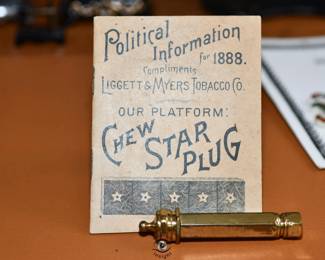 Political
Information
for 1888.
Compliments
LIGGETT & MYERS TOBACCO CO.
OUR PLATFORM:
CHEW STAR
PLUG